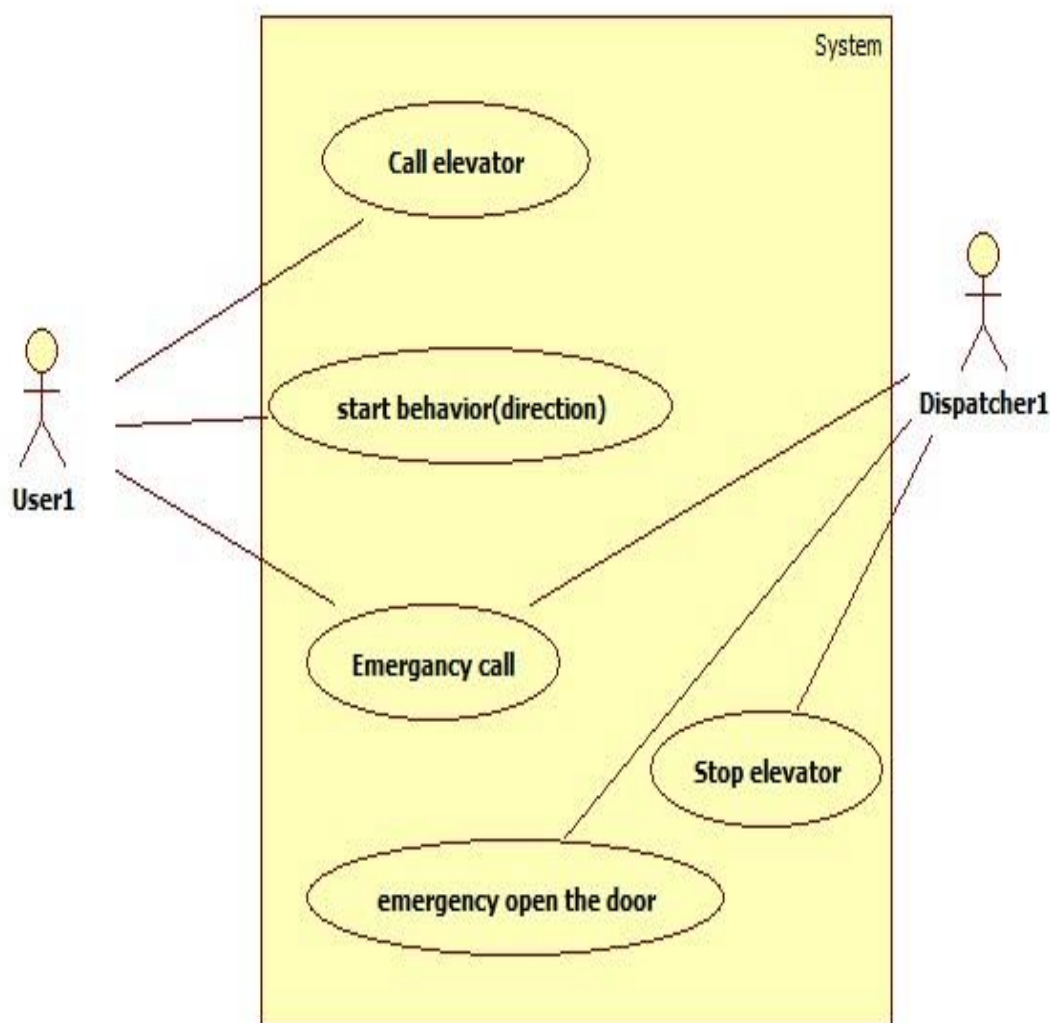 System
Call elevator
start behavior(direction)
Dispatcher1
User1
Emergancy call
Stop elevator
emergency open the door